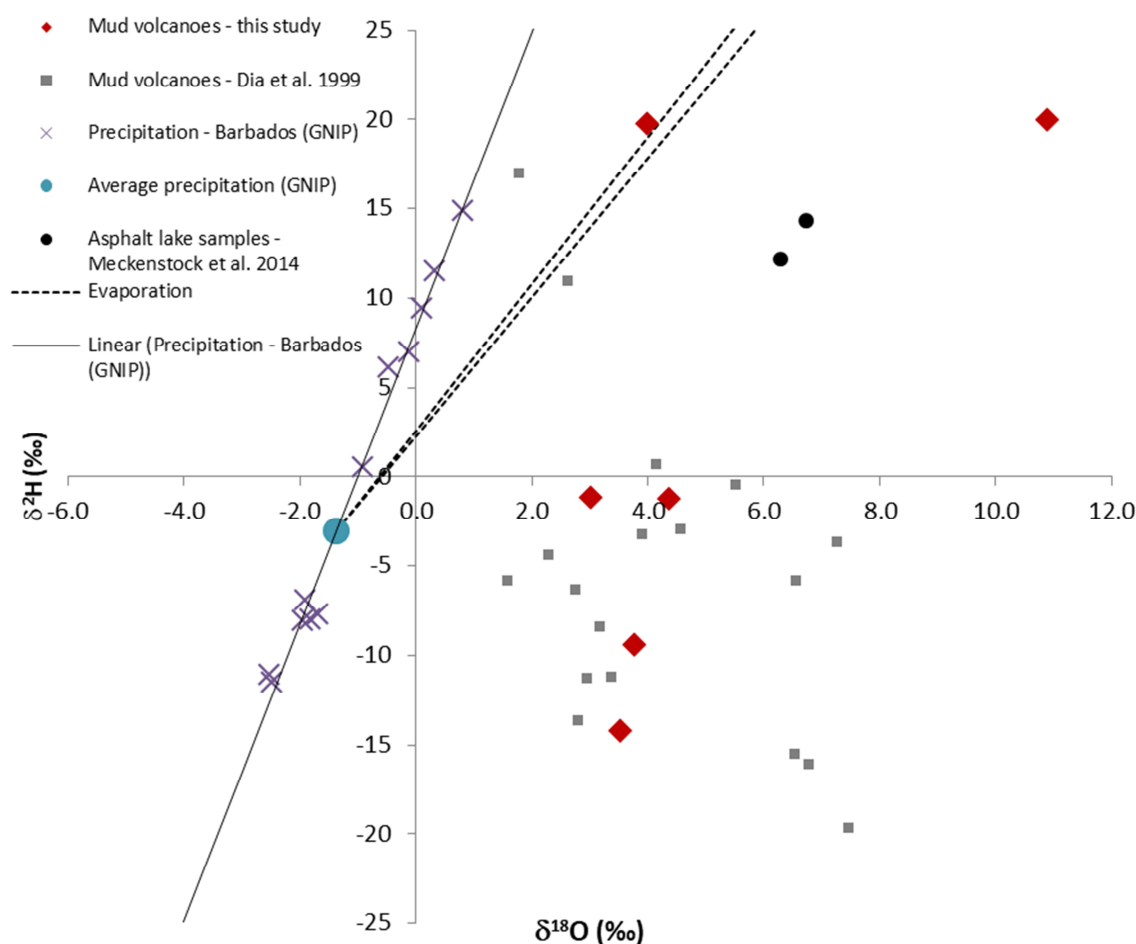 Mud volcanoes - this study
Mud volcanoes - Dia et al. 1999
Precipitation - Barbados (GNIP)
Average precipitation (GNIP)
Asphalt lake samples -
Meckenstock et al. 2014
Evaporation
Linear (Precipitation - Barbados
(GNIP))
25
20
15
10
5
0
-5
-10
-15
-20
-25
δ²H (‰)
-6.0 -4.0 -2.0 0.0 2.0 4.0 6.0 8.0 10.0 12.0
δ¹⁸O (‰)